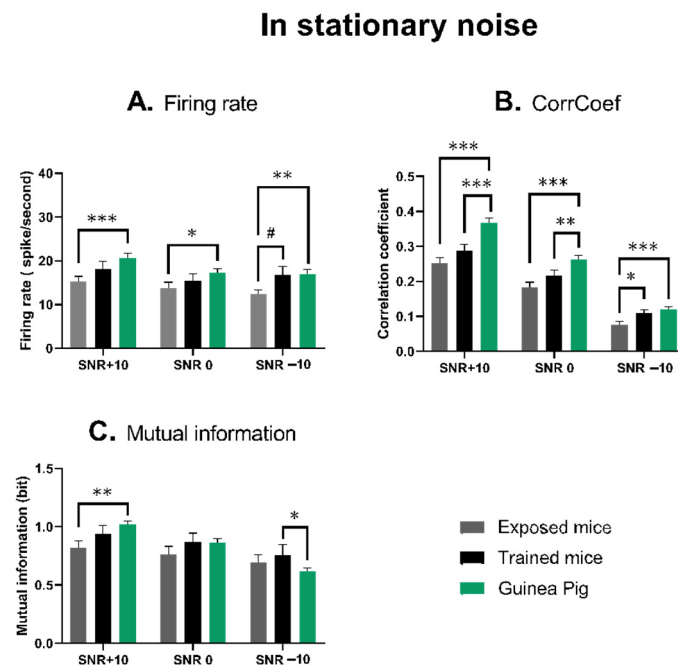 In stationary noise
A. Firing rate
Firing rate ( spike/second)
40
30
20
10
0
***
*
**
#
SNR+10 SNR 0 SNR −10
B. CorrCoef
Correlation coefficient
0.5
0.4
0.3
0.2
0.1
0.0
***
***
***
**
***
*
SNR+10 SNR 0 SNR −10
C. Mutual information
Mutual information (bit)
1.5
1.0
0.5
0.0
**
*
SNR+10 SNR 0 SNR −10
Exposed mice
Trained mice
Guinea Pig